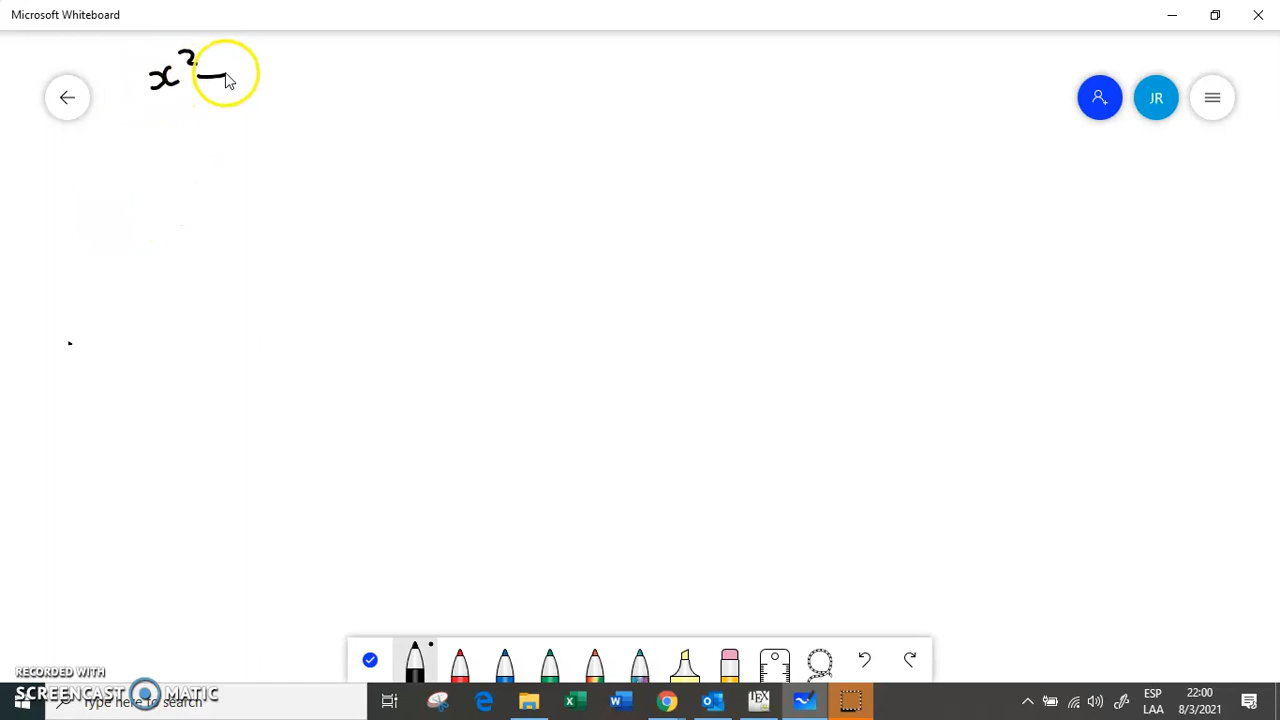 Microsoft Whiteboard
x² —
JR
RECORDED WITH
SCREENCAST MATIC
Type here to search
ESP
LAA
22:00
8/3/2021